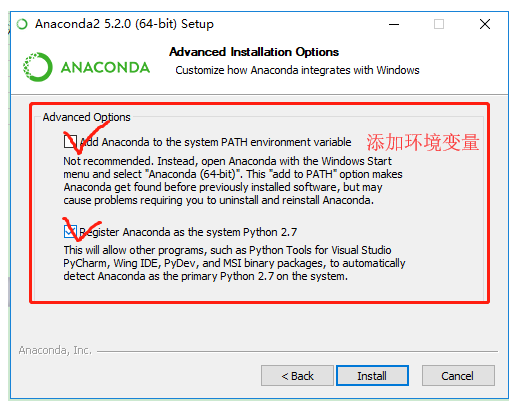 Anaconda2 5.2.0 (64-bit) Setup
Advanced Installation Options
ANACONDA
Customize how Anaconda integrates with Windows
Advanced Options
Add Anaconda to the system PATH environment variable 添加环境变量
Not recommended. Instead, open Anaconda with the Windows Start
menu and select "Anaconda (64-bit)". This "add to PATH" option makes
Anaconda get found before previously installed software, but may
cause problems requiring you to uninstall and reinstall Anaconda.
Register Anaconda as the system Python 2.7
This will allow other programs, such as Python Tools for Visual Studio
PyCharm, Wing IDE, PyDev, and MSI binary packages, to automatically
detect Anaconda as the primary Python 2.7 on the system.
Anaconda, Inc.
< Back Install Cancel